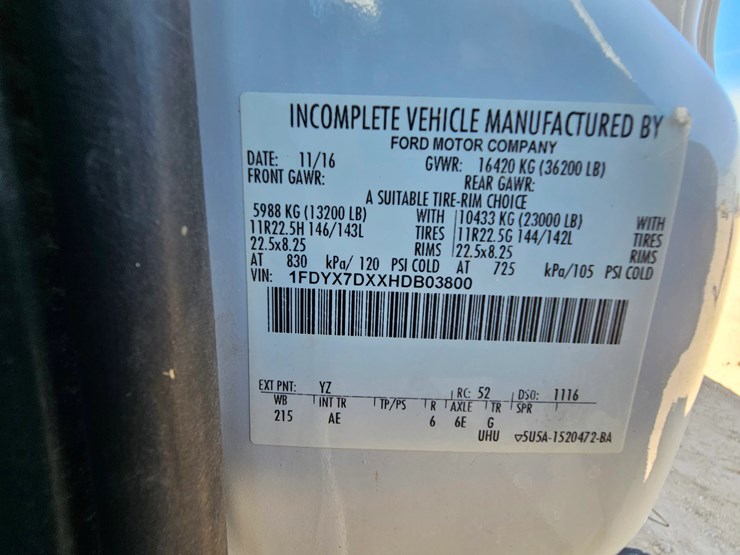 INCOMPLETE VEHICLE MANUFACTURED BY
FORD MOTOR COMPANY
DATE: 11/16 GVWR: 16420 KG (36200 LB)
FRONT GAWR: REAR GAWR:
A SUITABLE TIRE-RIM CHOICE
5988 KG (13200 LB) WITH 10433 KG (23000 LB) WITH
11R22.5H 146/143L TIRES 11R22.5G 144/142L TIRES
22.5x8.25 RIMS 22.5x8.25 RIMS
AT 830 kPa/ 120 PSI COLD AT 725 kPa/105 PSI COLD
VIN: 1FDYX7DXXHDB03800
EXT PNT: YZ RC: 52 DSO: 1116
WB INT TR TP/PS R AXLE TR SPR
215 AE 6 6E G
UHU ▽5U5A-1520472-BA